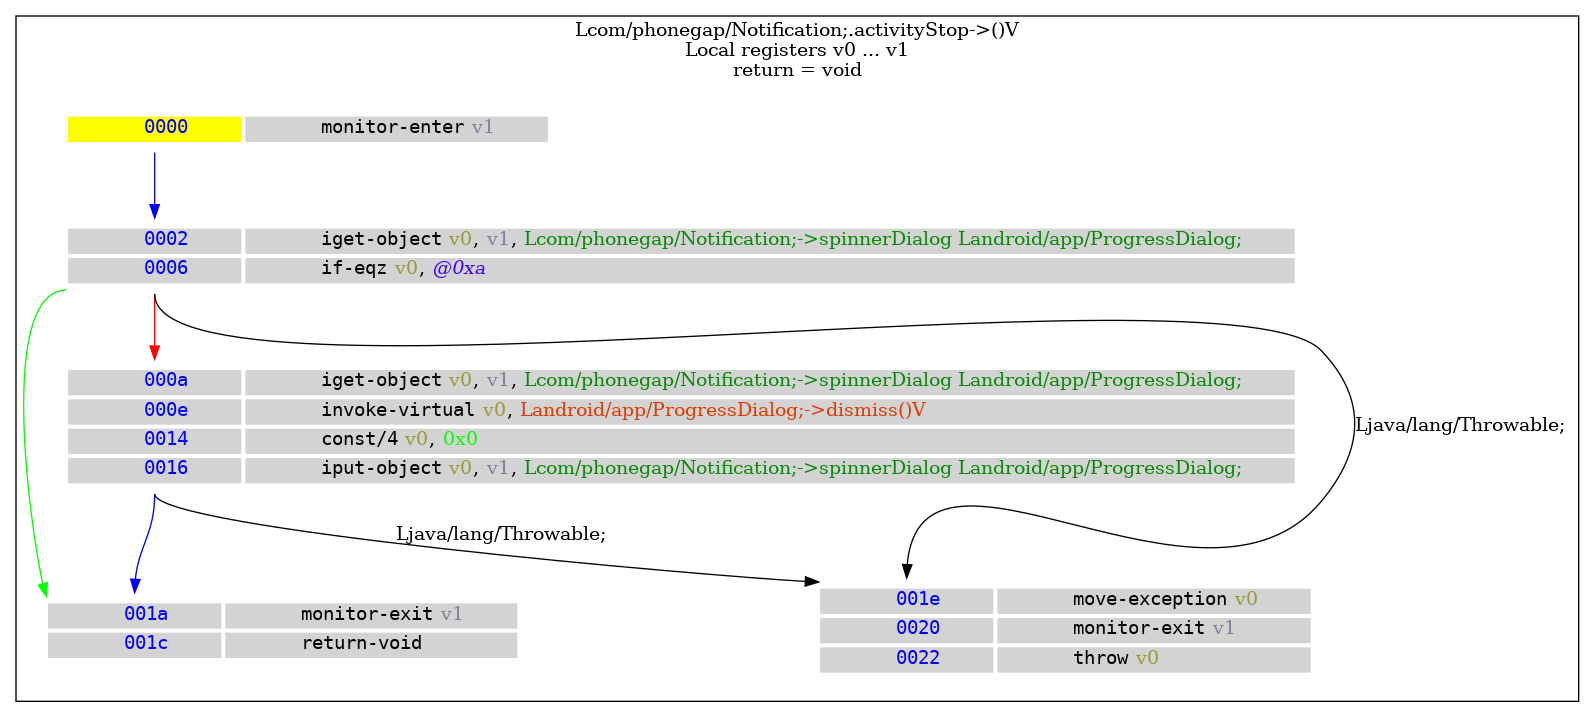 Lcom/phonegap/Notification;.activityStop->()V
Local registers v0 ... v1
return = void
0000 monitor-enter v1
0002 iget-object v0, v1, Lcom/phonegap/Notification;->spinnerDialog Landroid/app/ProgressDialog;
0006 if-eqz v0, @0xa
000a iget-object v0, v1, Lcom/phonegap/Notification;->spinnerDialog Landroid/app/ProgressDialog;
000e invoke-virtual v0, Landroid/app/ProgressDialog;->dismiss()V
0014 const/4 v0, 0x0
0016 iput-object v0, v1, Lcom/phonegap/Notification;->spinnerDialog Landroid/app/ProgressDialog;
Ljava/lang/Throwable;
Ljava/lang/Throwable;
001a monitor-exit v1
001c return-void
001e move-exception v0
0020 monitor-exit v1
0022 throw v0